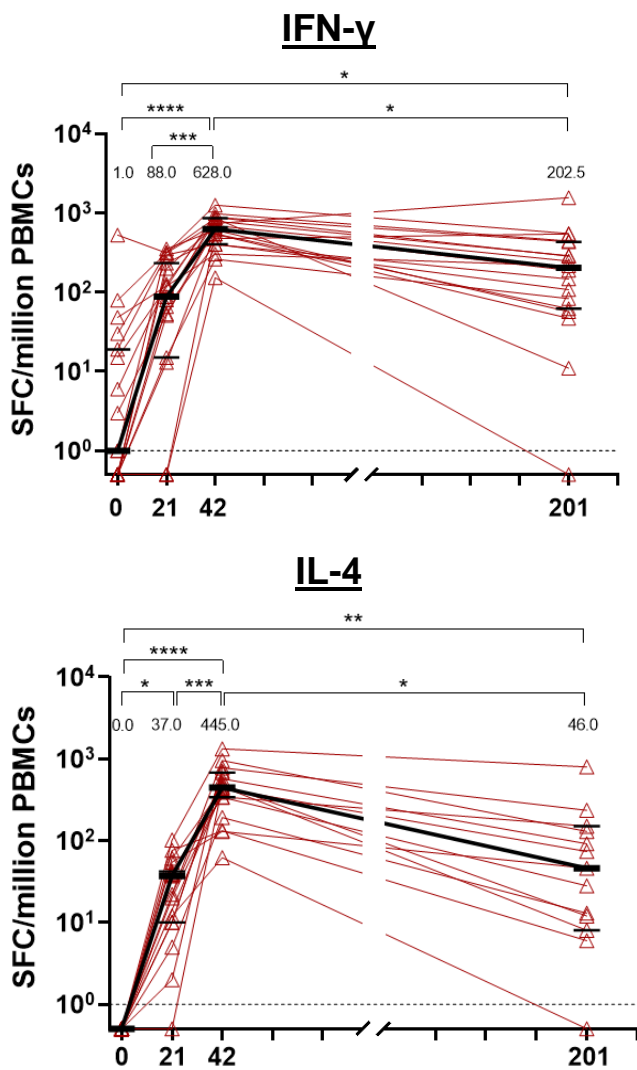 IFN-γ
*
**** *
***
10⁴
1.0 88.0 628.0 202.5
10³
10²
10¹
10⁰
SFC/million PBMCs
0 21 42 201
IL-4
**
****
* *** *
10⁴
0.0 37.0 445.0 46.0
10³
10²
10¹
10⁰
SFC/million PBMCs
0 21 42 201